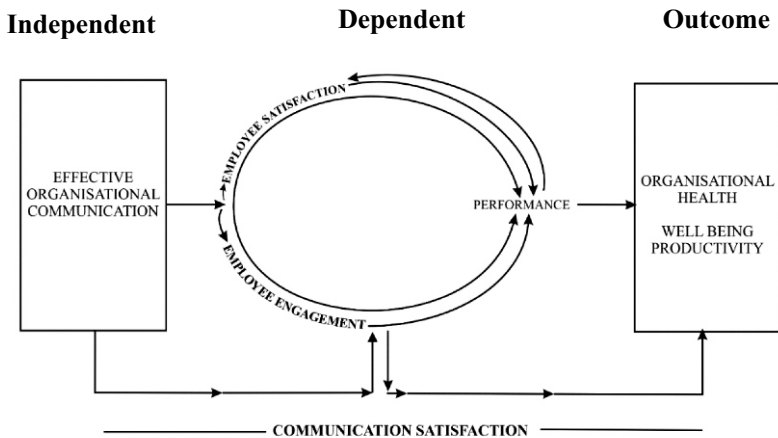 Independent
Dependent
Outcome
EFFECTIVE
ORGANISATIONAL
COMMUNICATION
EMPLOYEE SATISFACTION
EMPLOYEE ENGAGEMENT
PERFORMANCE
ORGANISATIONAL
HEALTH
WELL BEING
PRODUCTIVITY
COMMUNICATION SATISFACTION